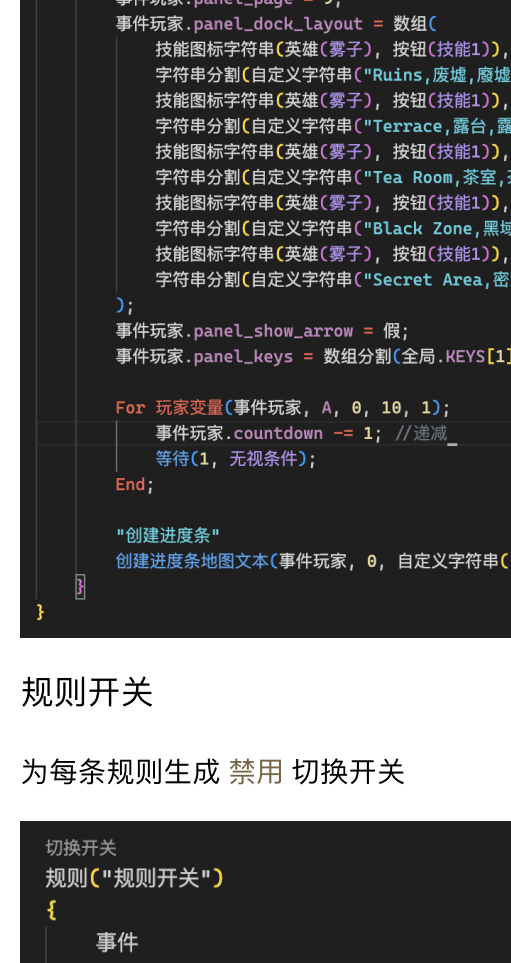 事件玩家.panel_page = 9;
事件玩家.panel_dock_layout = 数组(
技能图标字符串(英雄(雾子), 按钮(技能1)),
字符串分割(自定义字符串("Ruins,废墟,廢墟
技能图标字符串(英雄(雾子), 按钮(技能1)),
字符串分割(自定义字符串("Terrace,露台,露
技能图标字符串(英雄(雾子), 按钮(技能1)),
字符串分割(自定义字符串("Tea Room,茶室,
技能图标字符串(英雄(雾子), 按钮(技能1)),
字符串分割(自定义字符串("Black Zone,黑域
技能图标字符串(英雄(雾子), 按钮(技能1)),
字符串分割(自定义字符串("Secret Area,密
);
事件玩家.panel_show_arrow = 假;
事件玩家.panel_keys = 数组分割(全局.KEYS[1]
For 玩家变量(事件玩家, A, 0, 10, 1);
事件玩家.countdown -= 1; //递减_
等待(1, 无视条件);
End;
"创建进度条"
创建进度条地图文本(事件玩家, 0, 自定义字符串(
}
}
规则开关
为每条规则生成 禁用 切换开关
切换开关
规则("规则开关")
{
事件